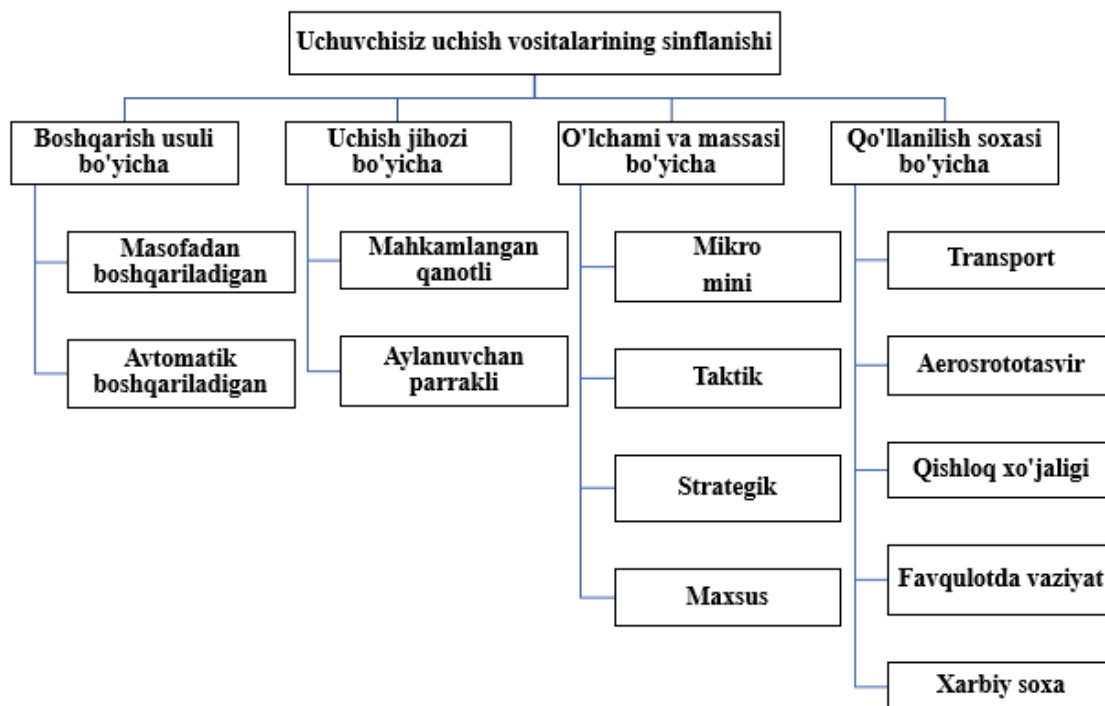 Uchuvchisiz uchish vositalarining sinflanishi
Boshqarish usuli
bo'yicha
Masofadan
boshqariladigan
Avtomatik
boshqariladigan
Uchish jihozi
bo'yicha
Mahkamlangan
qanotli
Aylanuvchan
parrakli
O'lchami va massasi
bo'yicha
Mikro
mini
Taktik
Strategik
Maxsus
Qo'llanilish soxasi
bo'yicha
Transport
Aerosrototasvir
Qishloq xo'jaligi
Favqulotda vaziyat
Xarbiy soxa